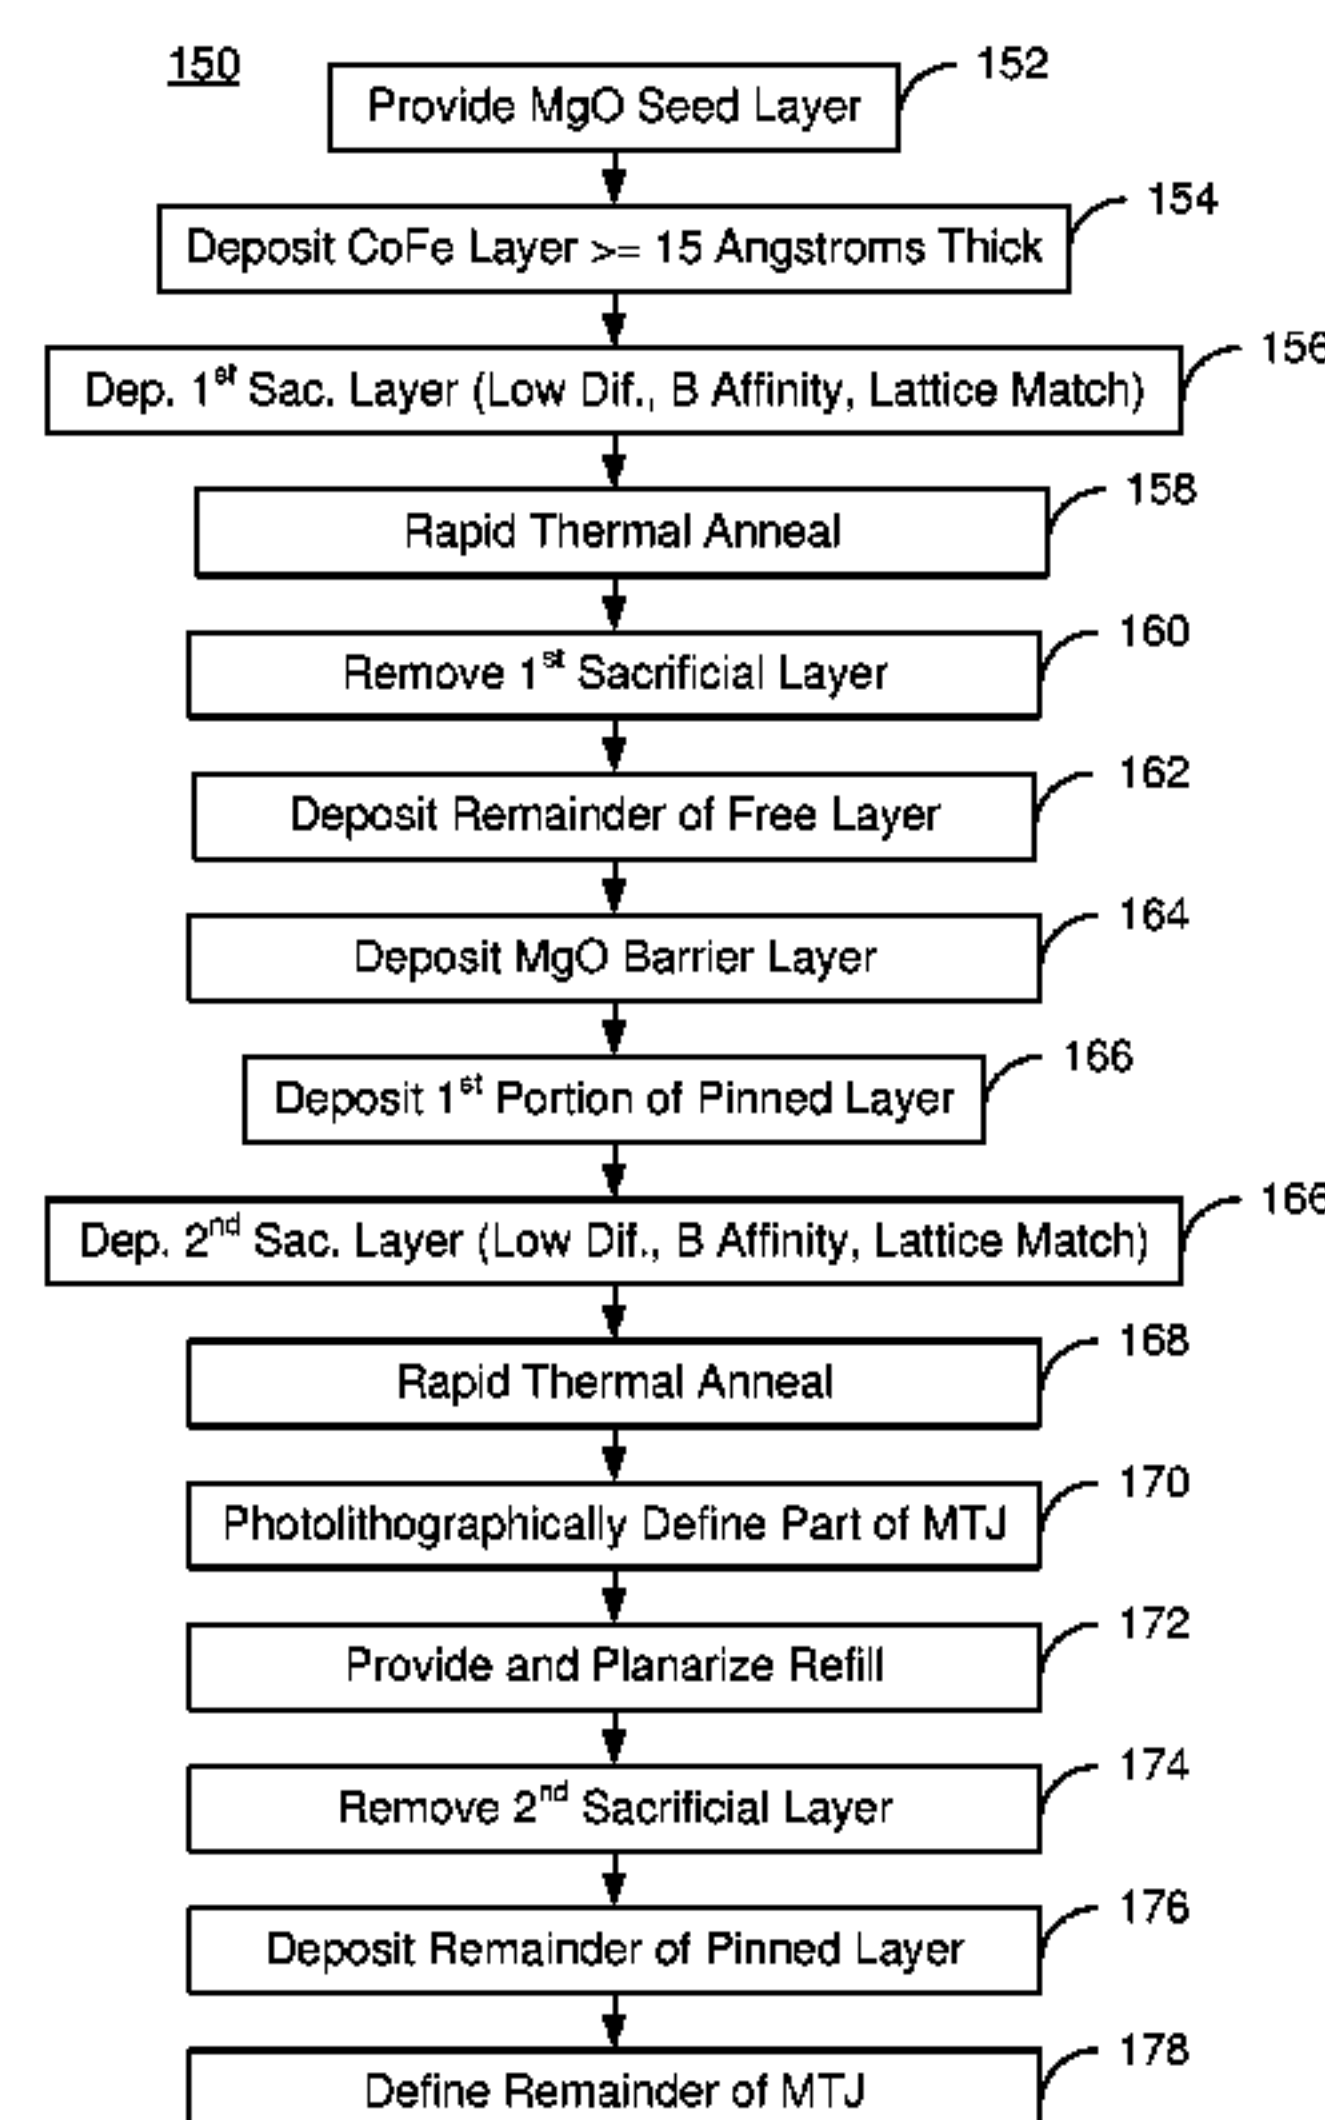 150
Provide MgO Seed Layer 152
Deposit CoFe Layer >= 15 Angstroms Thick 154
Dep. 1st Sac. Layer (Low Dif., B Affinity, Lattice Match) 156
Rapid Thermal Anneal 158
Remove 1st Sacrificial Layer 160
Deposit Remainder of Free Layer 162
Deposit MgO Barrier Layer 164
Deposit 1st Portion of Pinned Layer 166
Dep. 2nd Sac. Layer (Low Dif., B Affinity, Lattice Match) 166
Rapid Thermal Anneal 168
Photolithographically Define Part of MTJ 170
Provide and Planarize Refill 172
Remove 2nd Sacrificial Layer 174
Deposit Remainder of Pinned Layer 176
Define Remainder of MTJ 178